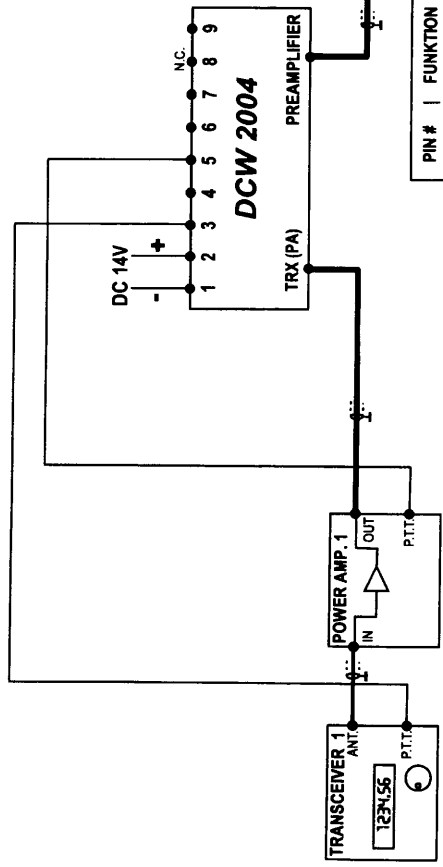 TRANSCEIVER 1
ANT.
P.T.T.
1234.56
POWER AMP. 1
IN
OUT
P.T.T.
DC 14V
- +
1 2 3 4 5 6 7 8 9
N.C.
DCW 2004
TRX (PA)
PREAMPLIFIER
PIN # | FUNKTION